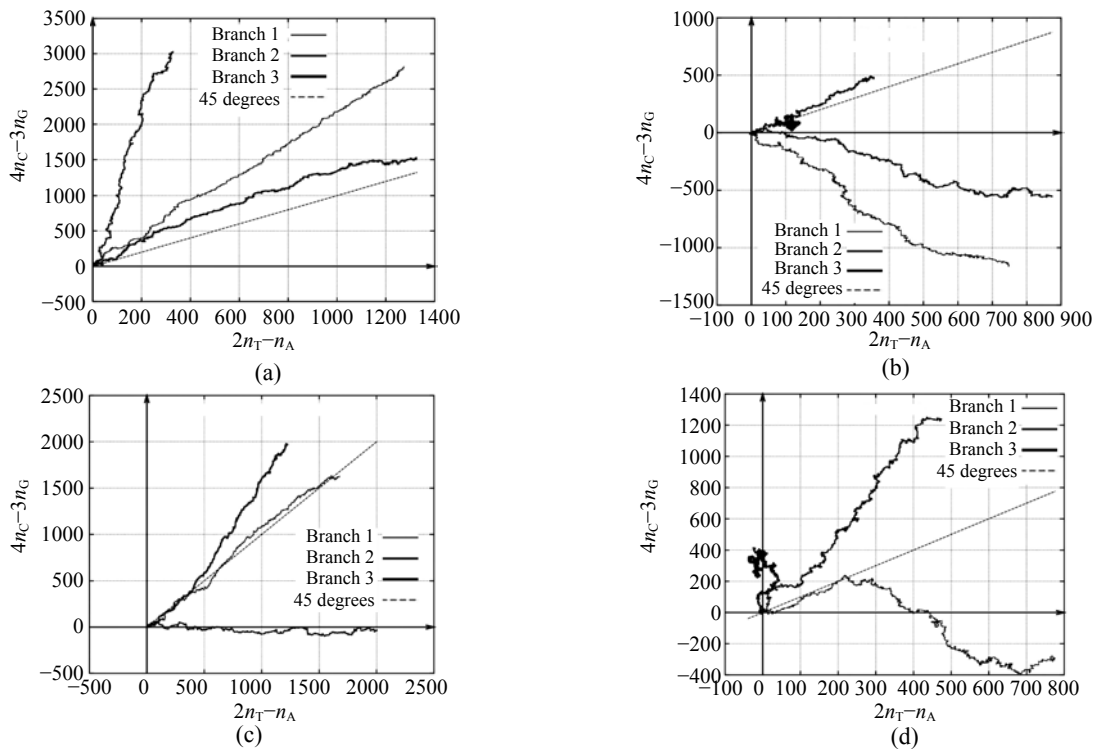 3500
3000
2500
2000
1500
1000
500
0
−500
0 200 400 600 800 1000 1200 1400
4nC−3nG
2nT−nA
Branch 1
Branch 2
Branch 3
45 degrees
(a)
1000
500
0
−500
−1000
−1500
−100 0 100 200 300 400 500 600 700 800 900
4nC−3nG
2nT−nA
Branch 1
Branch 2
Branch 3
45 degrees
(b)
2500
2000
1500
1000
500
0
−500
−500 0 500 1000 1500 2000 2500
4nC−3nG
2nT−nA
Branch 1
Branch 2
Branch 3
45 degrees
(c)
1400
1200
1000
800
600
400
200
0
−200
−400
−100 0 100 200 300 400 500 600 700 800
4nC−3nG
2nT−nA
Branch 1
Branch 2
Branch 3
45 degrees
(d)